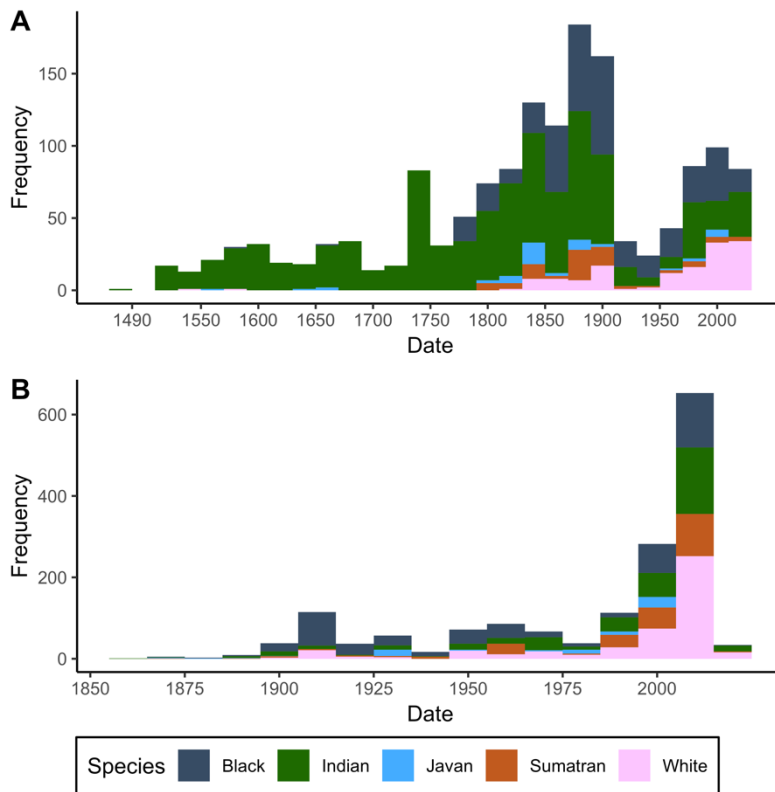 A
Frequency
150
100
50
0
1490 1550 1600 1650 1700 1750 1800 1850 1900 1950 2000
Date
B
Frequency
600
400
200
0
1850 1875 1900 1925 1950 1975 2000
Date
Species Black Indian Javan Sumatran White